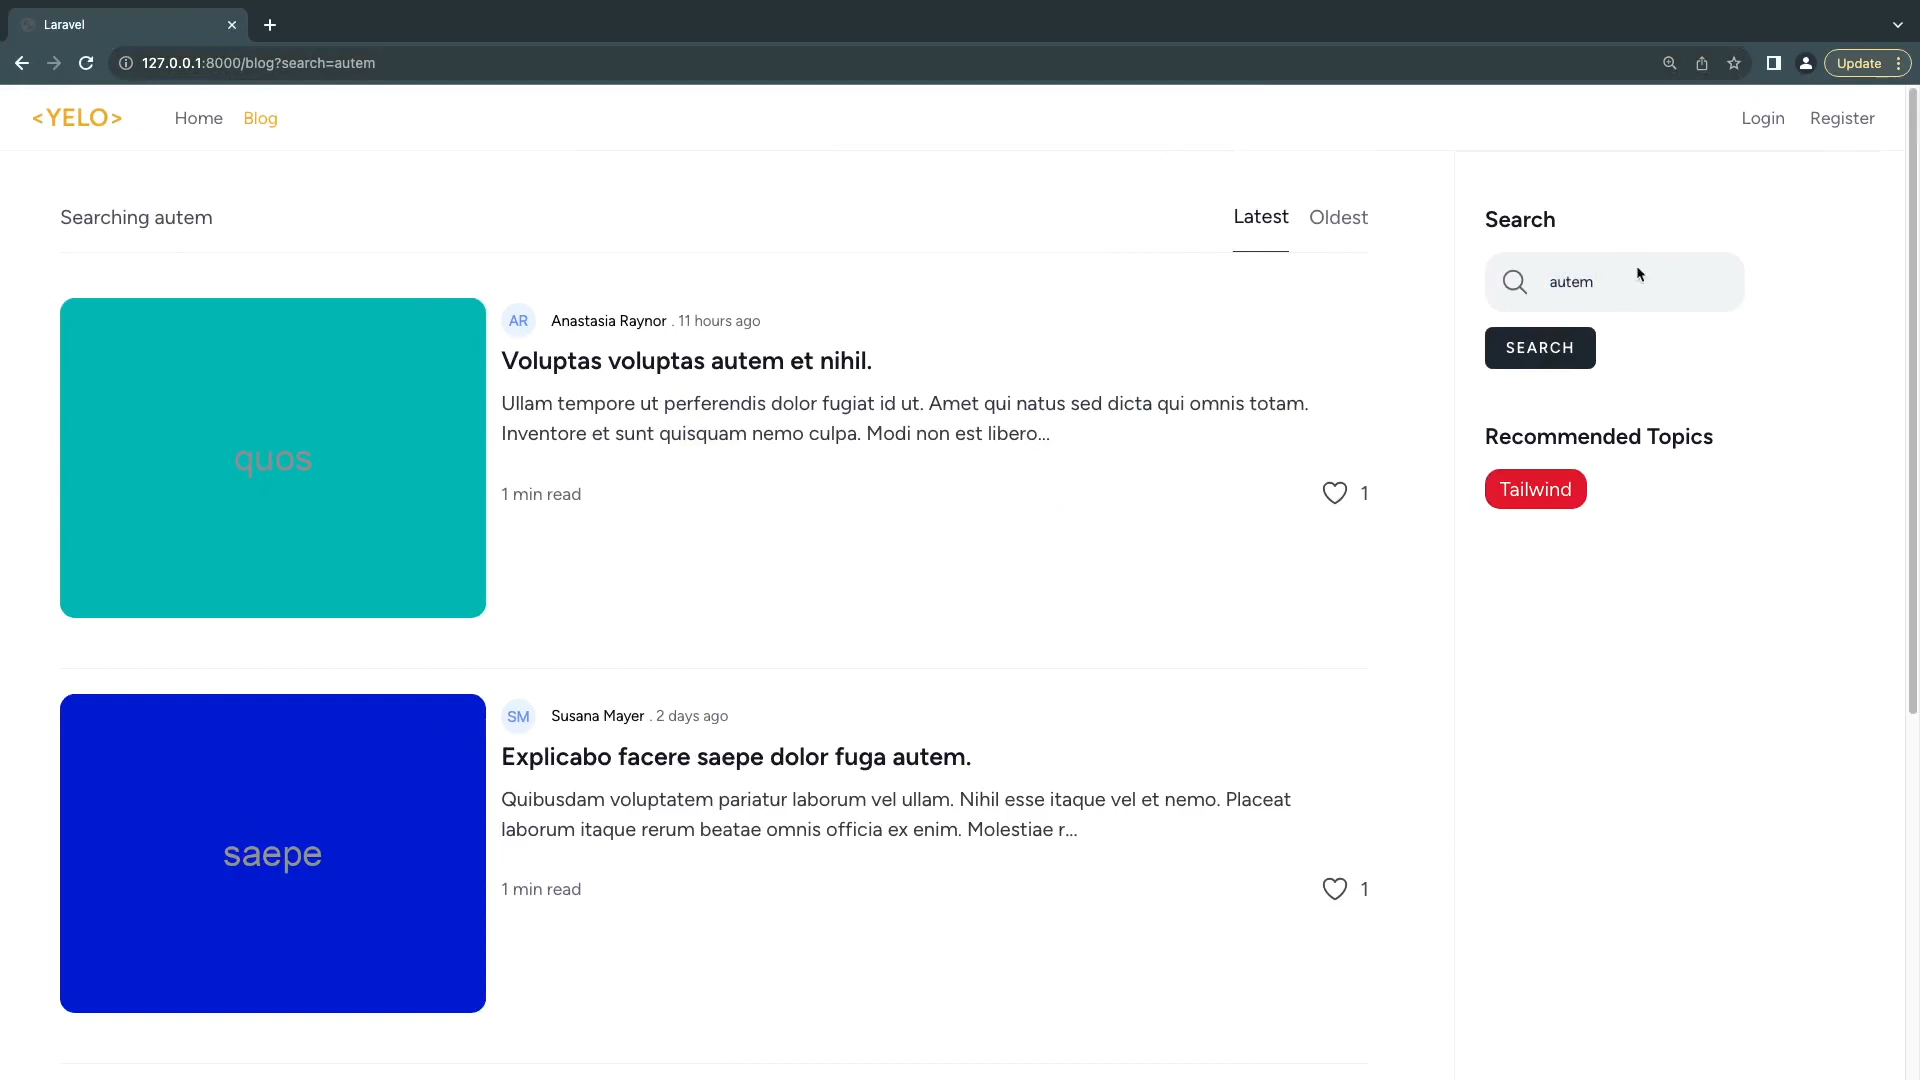 Laravel
127.0.0.1:8000/blog?search=autem
Update
<YELO>
Home
Blog
Login
Register
Searching autem
Latest
Oldest
quos
AR
Anastasia Raynor . 11 hours ago
Voluptas voluptas autem et nihil.
Ullam tempore ut perferendis dolor fugiat id ut. Amet qui natus sed dicta qui omnis totam.
Inventore et sunt quisquam nemo culpa. Modi non est libero...
1 min read
1
saepe
SM
Susana Mayer . 2 days ago
Explicabo facere saepe dolor fuga autem.
Quibusdam voluptatem pariatur laborum vel ullam. Nihil esse itaque vel et nemo. Placeat
laborum itaque rerum beatae omnis officia ex enim. Molestiae r...
1 min read
1
Search
autem
SEARCH
Recommended Topics
Tailwind